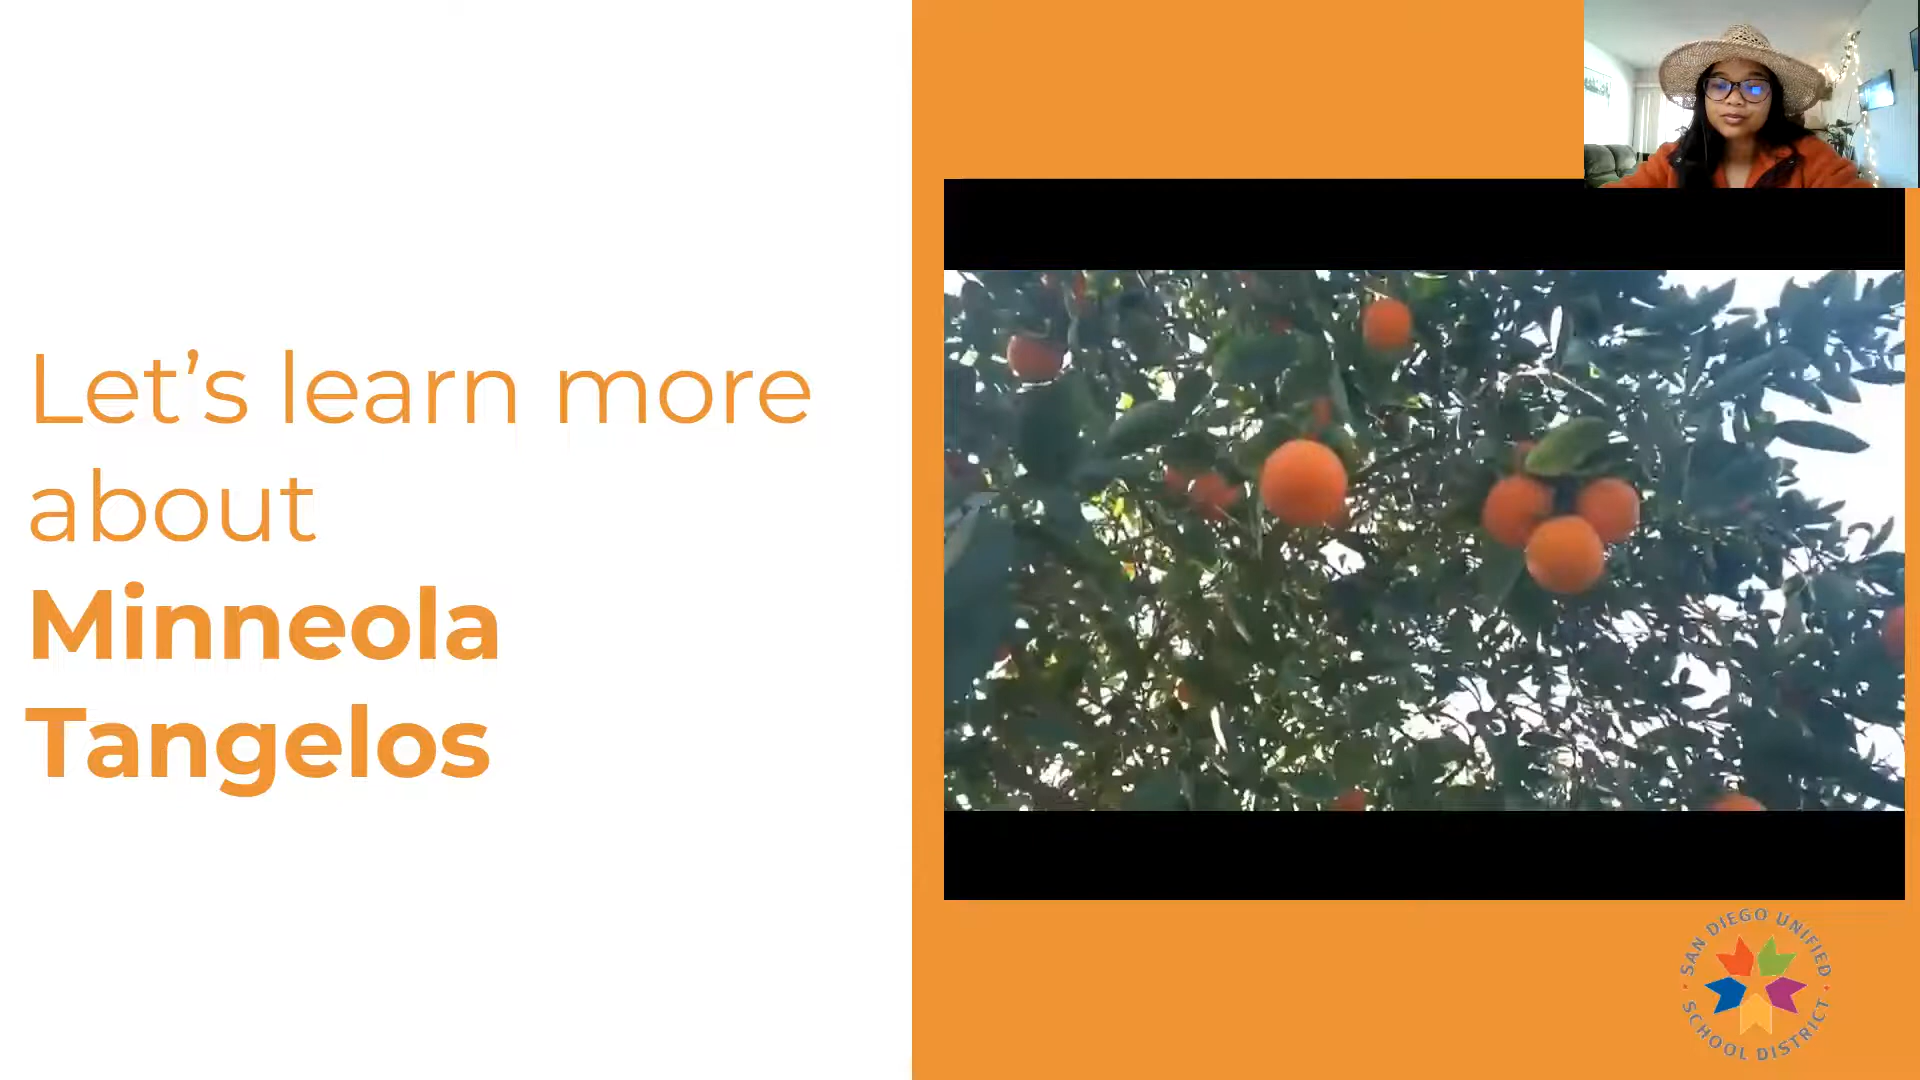 Let’s learn more
about
Minneola
Tangelos
SAN DIEGO UNIFIED
SCHOOL DISTRICT